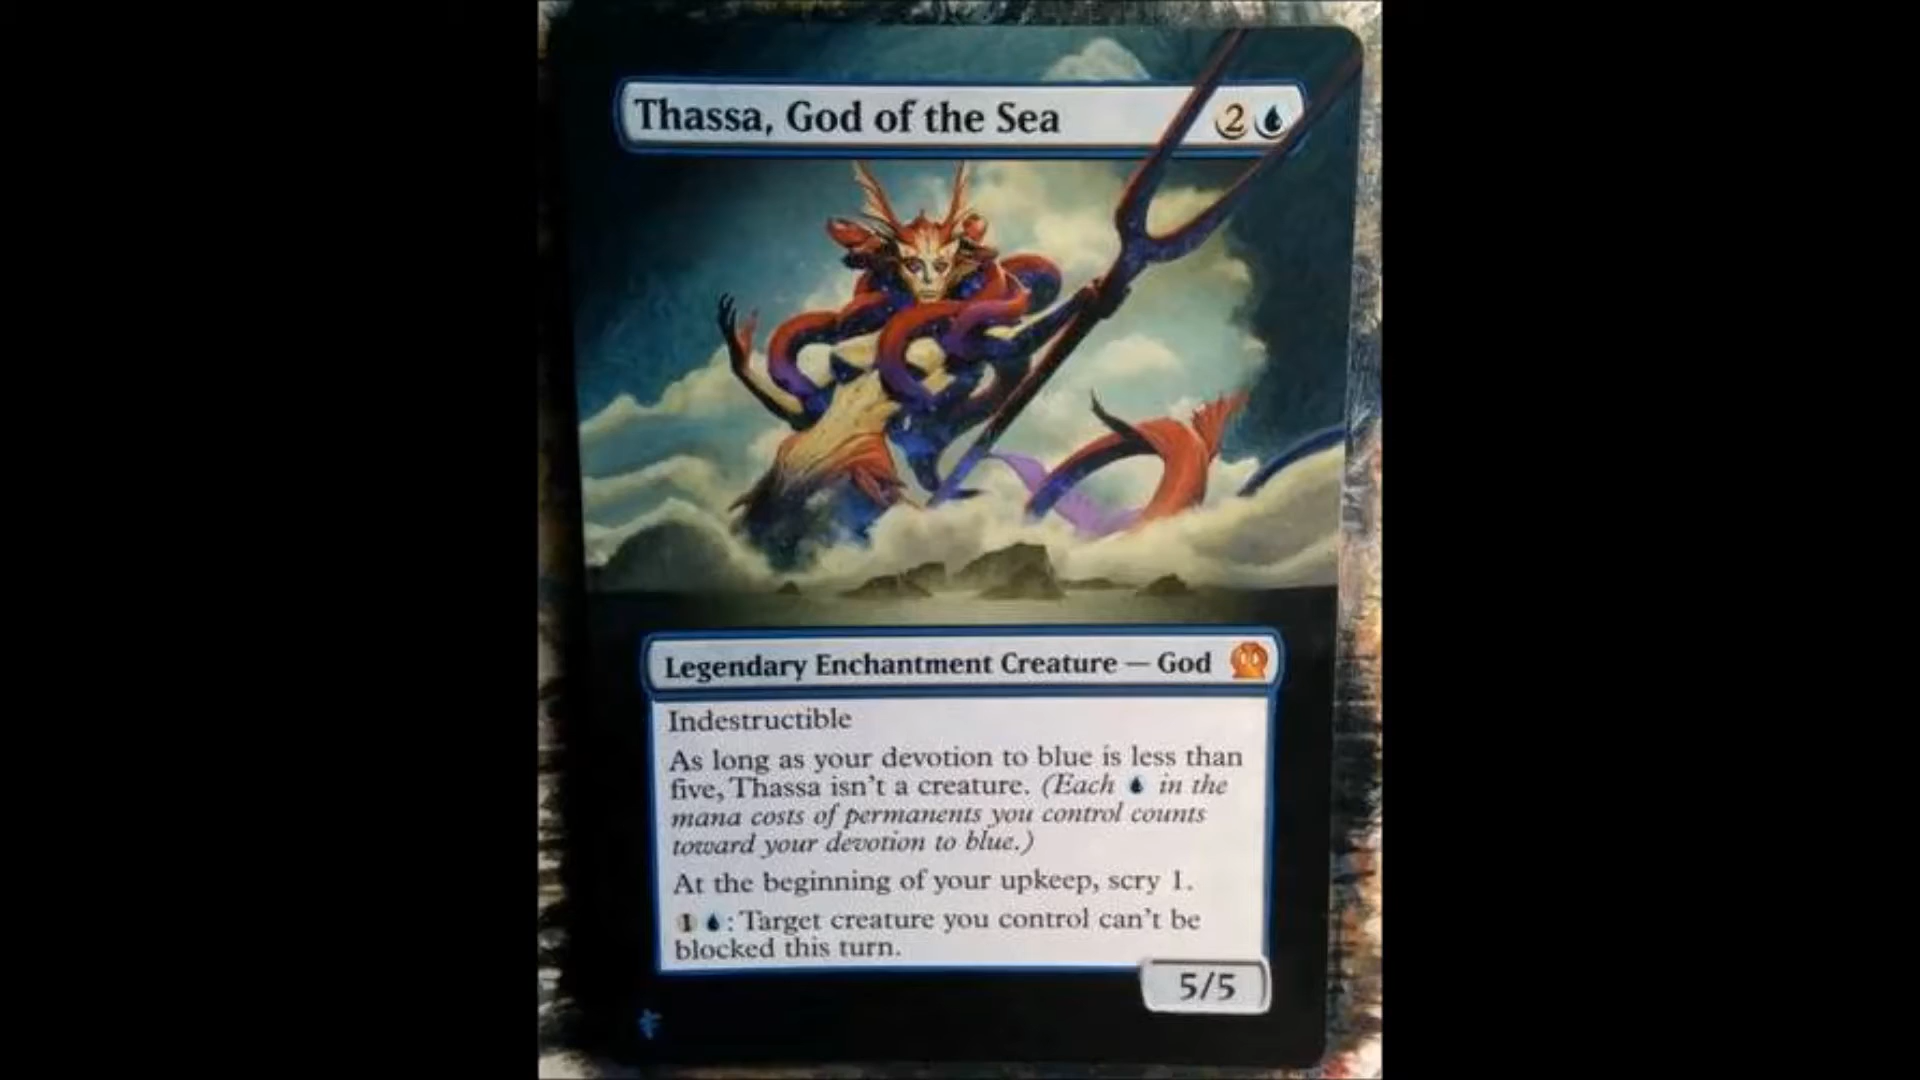 Thassa, God of the Sea 2
Legendary Enchantment Creature — God
Indestructible
As long as your devotion to blue is less than
five, Thassa isn't a creature. (Each in the
mana costs of permanents you control counts
toward your devotion to blue.)
At the beginning of your upkeep, scry 1.
1 : Target creature you control can't be
blocked this turn.
5/5